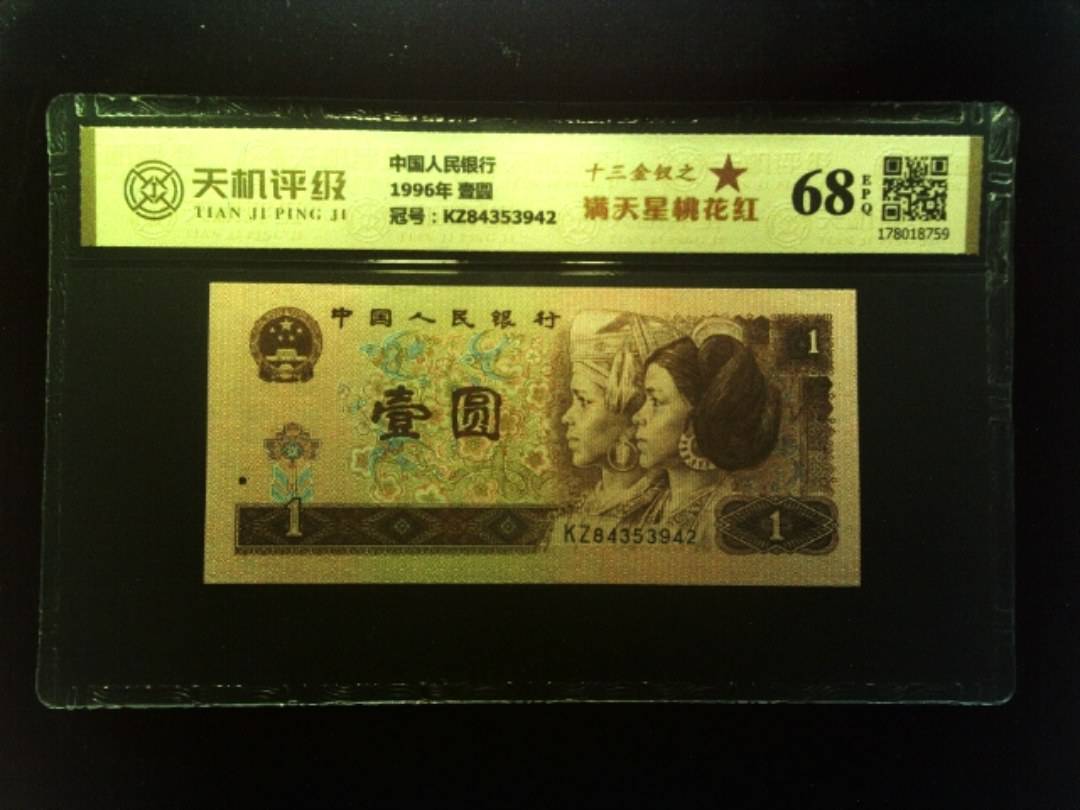 天机评级
TIAN JI PING JI
中国人民银行
1996年 壹圆
冠号：KZ84353942
十三金钗之
满天星桃花红
68
EPQ
178018759
中国人民银行
壹圆
1
1
KZ84353942
1